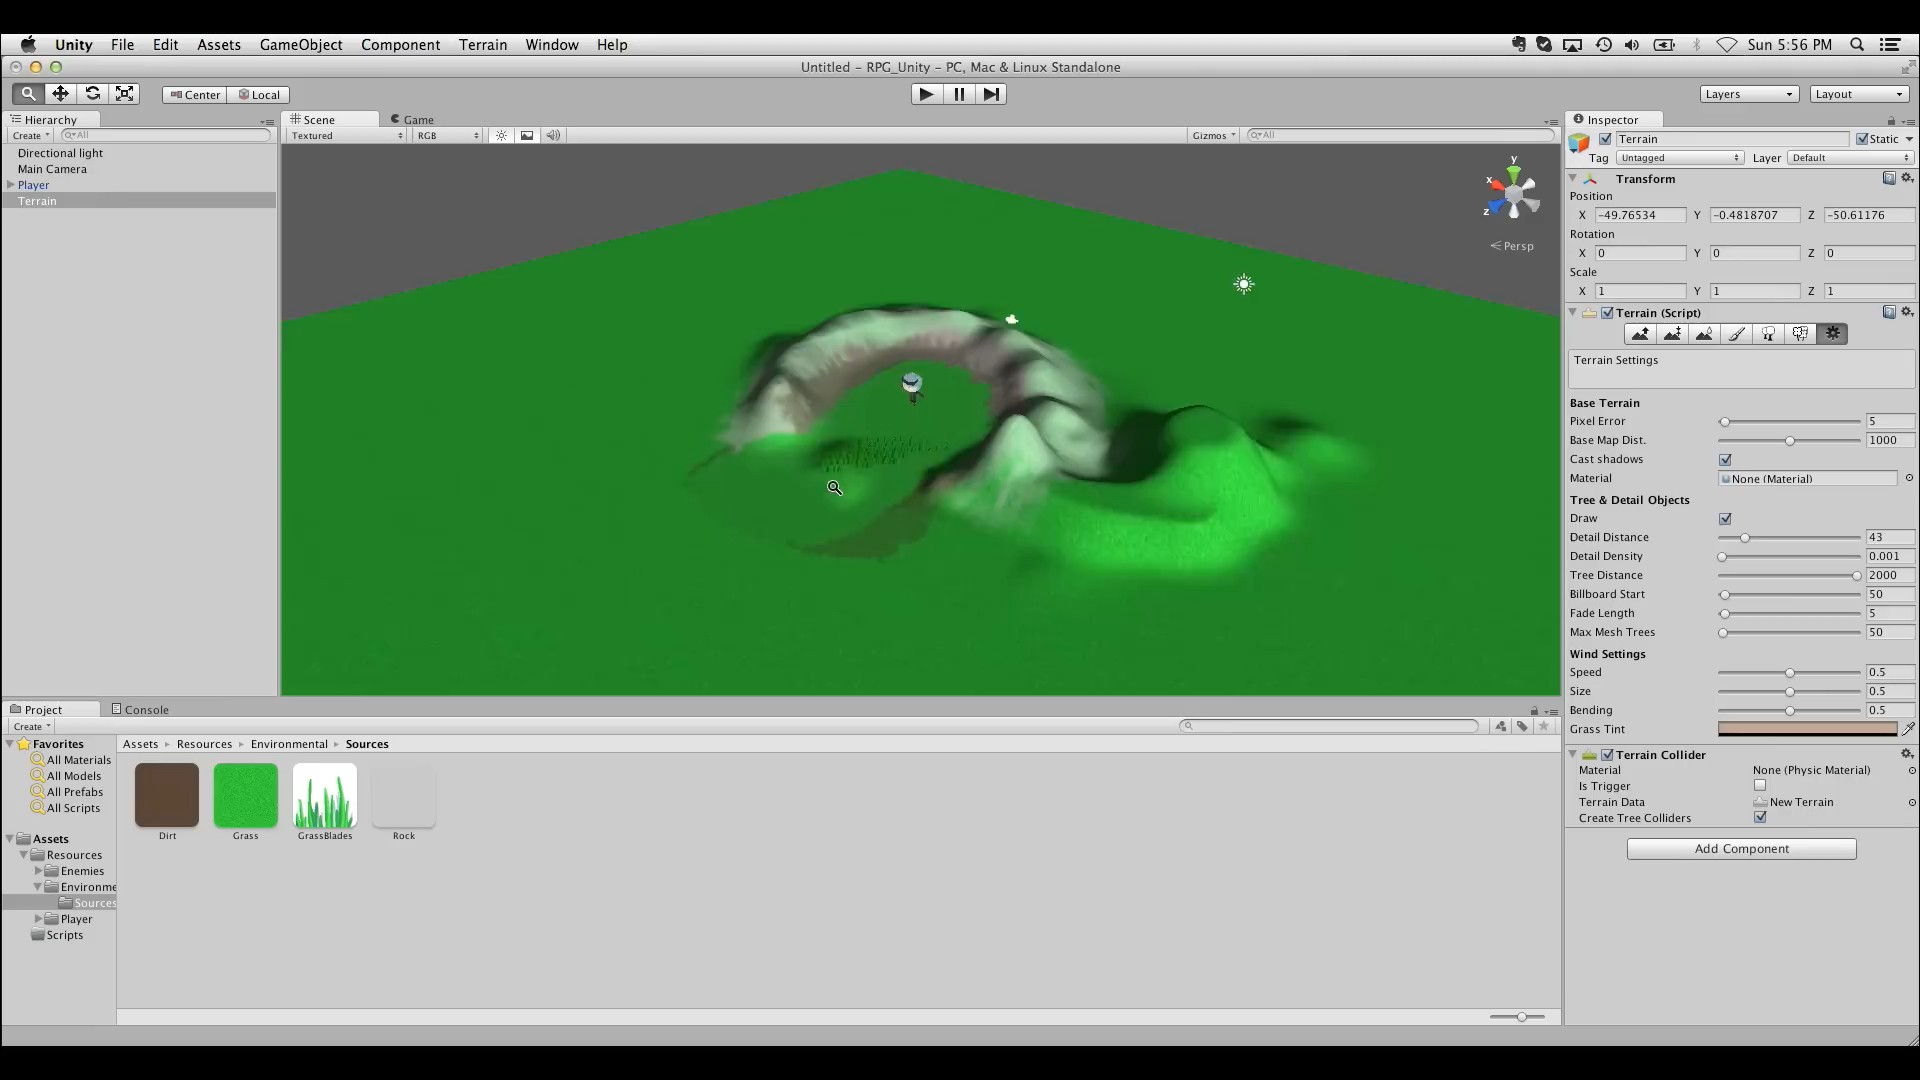 Unity File Edit Assets GameObject Component Terrain Window Help Sun 5:56 PM
Untitled - RPG_Unity - PC, Mac & Linux Standalone
Center Local Layers Layout
Hierarchy
Create All
Directional light
Main Camera
Player
Terrain
Scene Game
Textured RGB Gizmos All
y
x
z
Persp
Inspector
Terrain Static
Tag Untagged Layer Default
Transform
Position
X -49.76534 Y -0.4818707 Z -50.61176
Rotation
X 0 Y 0 Z 0
Scale
X 1 Y 1 Z 1
Terrain (Script)
Terrain Settings
Base Terrain
Pixel Error 5
Base Map Dist. 1000
Cast shadows
Material None (Material)
Tree & Detail Objects
Draw
Detail Distance 43
Detail Density 0.001
Tree Distance 2000
Billboard Start 50
Fade Length 5
Max Mesh Trees 50
Wind Settings
Speed 0.5
Size 0.5
Bending 0.5
Grass Tint
Terrain Collider
Material None (Physic Material)
Is Trigger
Terrain Data New Terrain
Create Tree Colliders
Add Component
Project Console
Create
Favorites
All Materials
All Models
All Prefabs
All Scripts
Assets
Resources
Enemies
Environme
Sources
Player
Scripts
Assets Resources Environmental Sources
Dirt Grass GrassBlades Rock